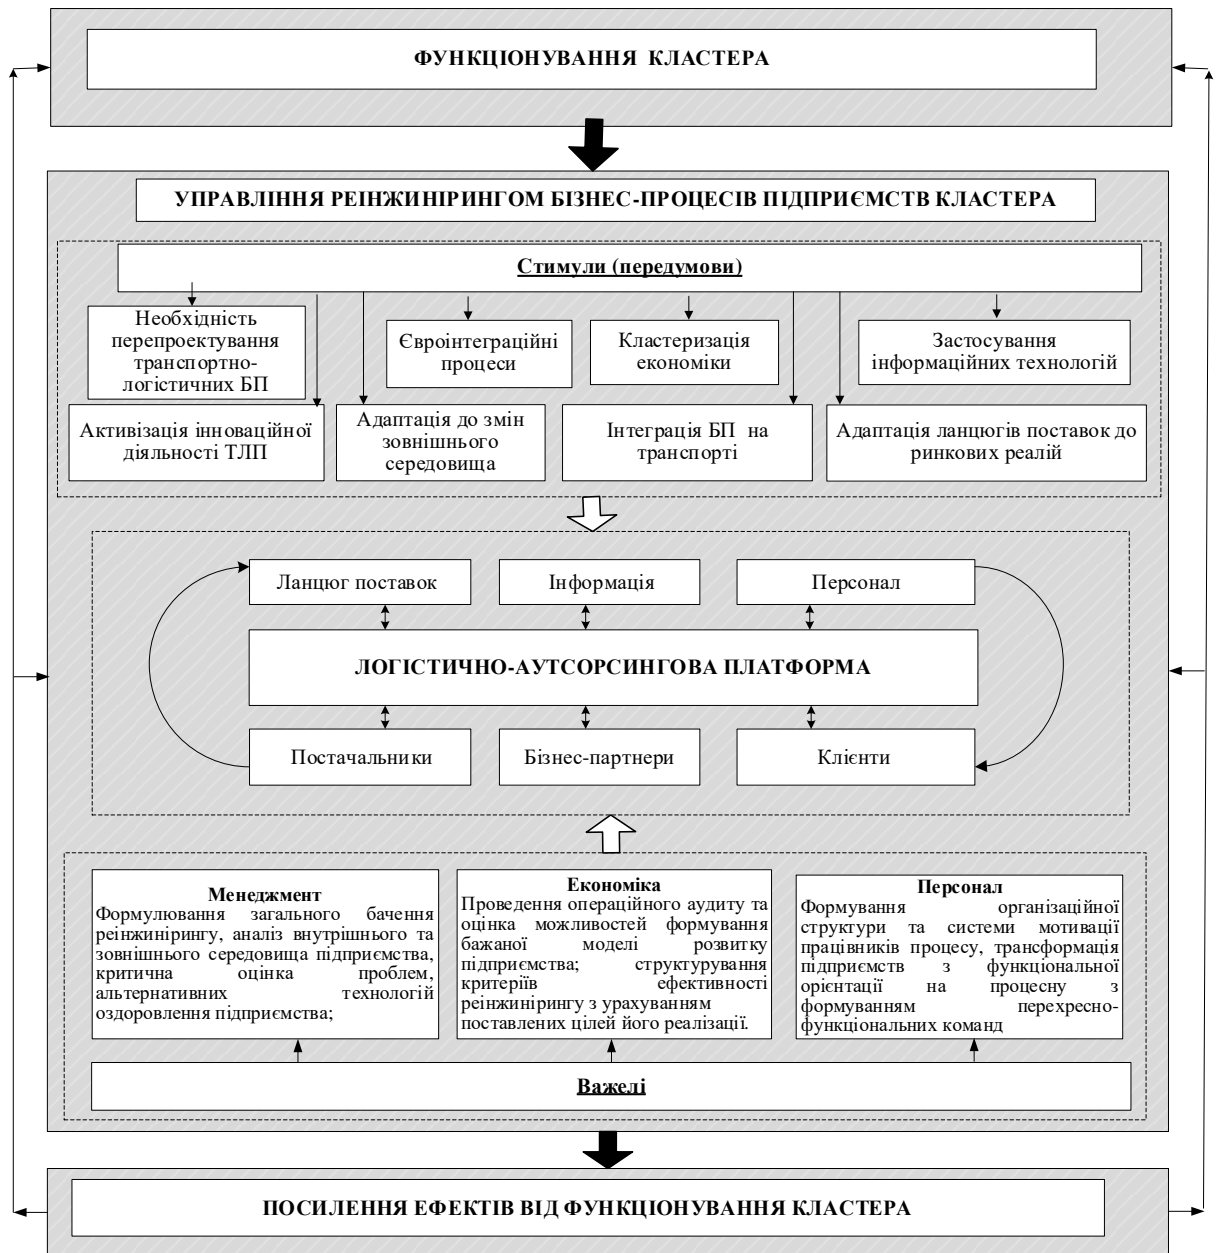 ФУНКЦІОНУВАННЯ КЛАСТЕРА
УПРАВЛІННЯ РЕІНЖИНІРИНГОМ БІЗНЕС-ПРОЦЕСІВ ПІДПРИЄМСТВ КЛАСТЕРА
Стимули (передумови)
Необхідність
перепроектування
транспортно-
логістичних БП
Євроінтеграційні
процеси
Кластеризація
економіки
Застосування
інформаційних технологій
Активізація інноваційної
діяльності ТЛП
Адаптація до змін
зовнішнього
середовища
Інтеграція БП на
транспорті
Адаптація ланцюгів поставок до
ринкових реалій
Ланцюг поставок
Інформація
Персонал
ЛОГІСТИЧНО-АУТСОРСИНГОВА ПЛАТФОРМА
Постачальники
Бізнес-партнери
Клієнти
Менеджмент
Формулювання загального бачення
реінжинірингу, аналіз внутрішнього та
зовнішнього середовища підприємства,
критична оцінка проблем,
альтернативних технологій
оздоровлення підприємства;
Економіка
Проведення операційного аудиту та
оцінка можливостей формування
бажаної моделі розвитку
підприємства; структурування
критеріїв ефективності
реінжинірингу з урахуванням
поставлених цілей його реалізації.
Персонал
Формування організаційної
структури та системи мотивації
працівників процесу, трансформація
підприємств з функціональної
орієнтації на процесну з
формуванням перехресно-
функціональних команд
Важелі
ПОСИЛЕННЯ ЕФЕКТІВ ВІД ФУНКЦІОНУВАННЯ КЛАСТЕРА